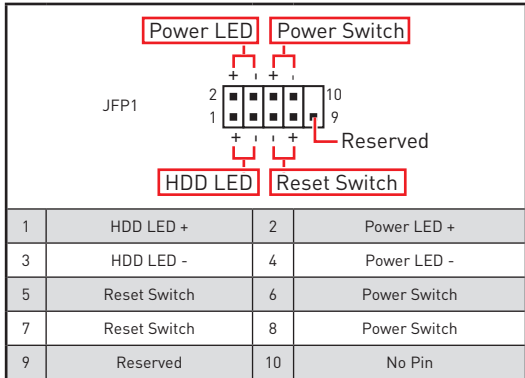 Power LED Power Switch
+ - + -
JFP1
2 10
1 9
+ - - +
Reserved
HDD LED Reset Switch
1 HDD LED + 2 Power LED +
3 HDD LED - 4 Power LED -
5 Reset Switch 6 Power Switch
7 Reset Switch 8 Power Switch
9 Reserved 10 No Pin